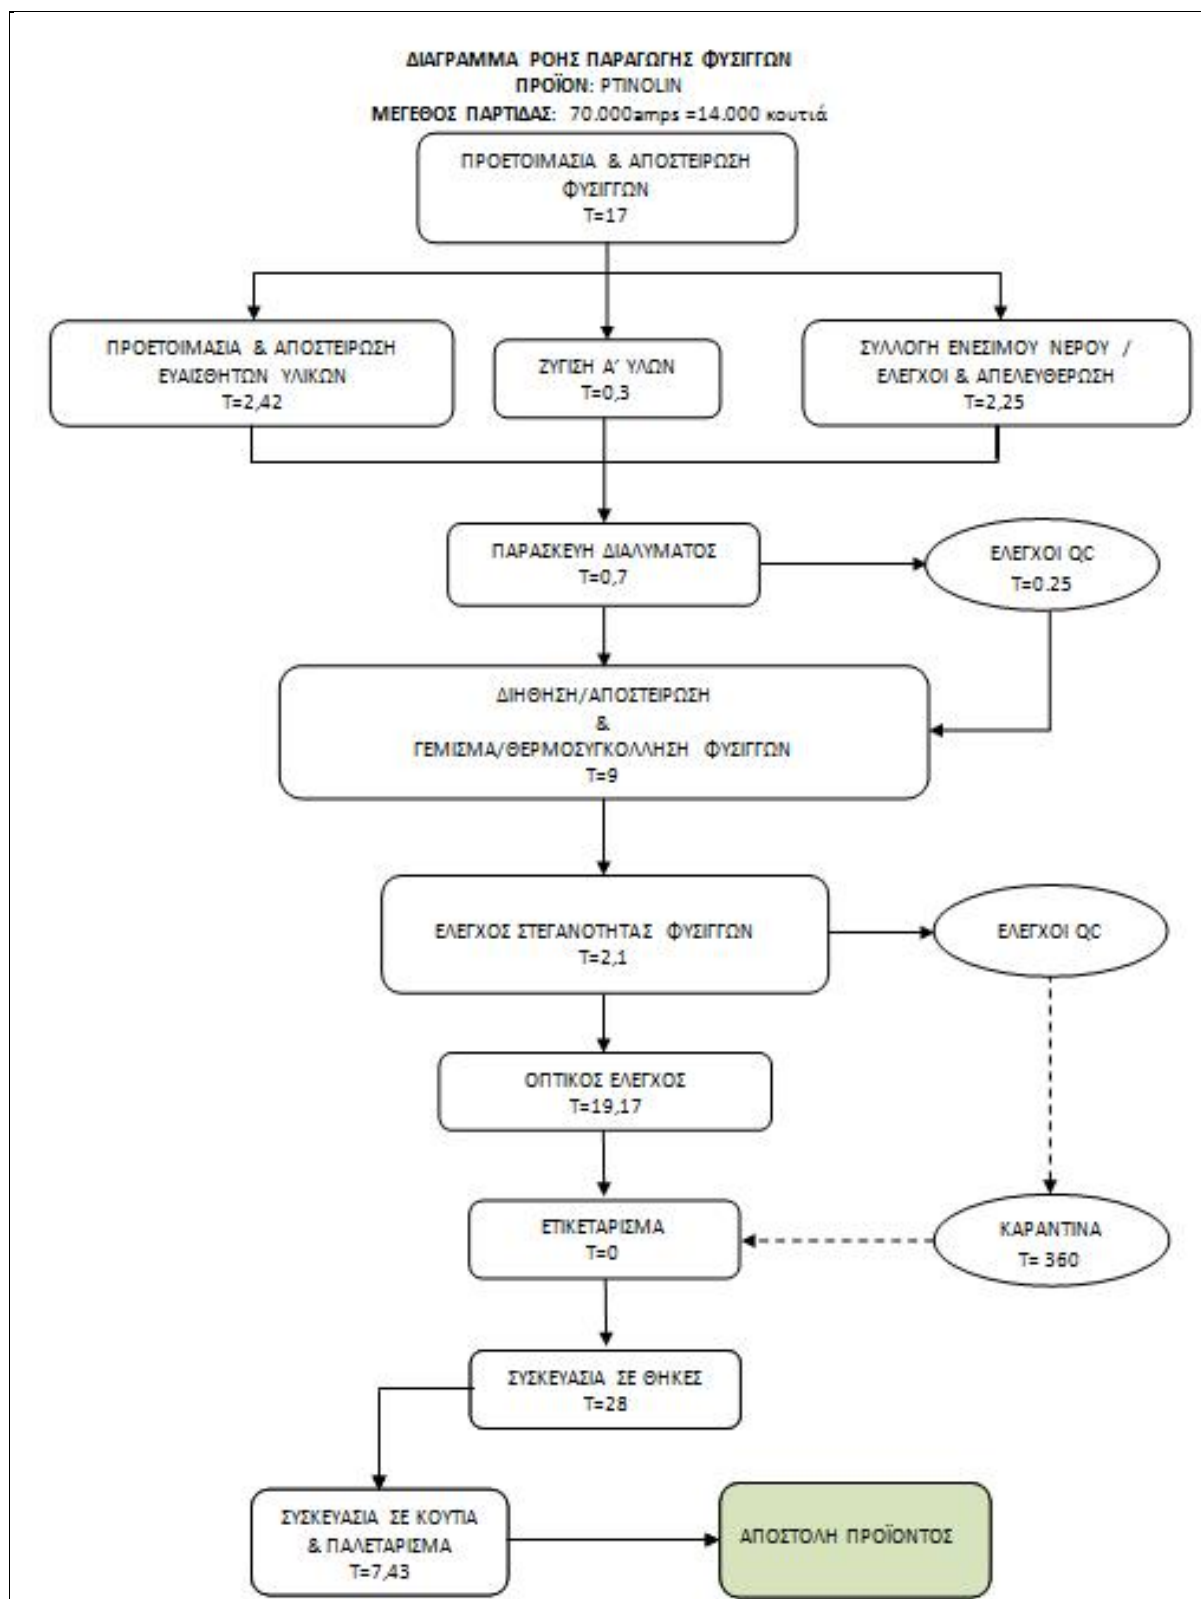 ΔΙΑΓΡΑΜΜΑ ΡΟΗΣ ΠΑΡΑΓΩΓΗΣ ΦΥΣΙΓΓΩΝ
ΠΡΟΪΟΝ: PTINOLIN
ΜΕΓΕΘΟΣ ΠΑΡΤΙΔΑΣ: 70.000amps =14.000 κουτιά
ΠΡΟΕΤΟΙΜΑΣΙΑ & ΑΠΟΣΤΕΙΡΩΣΗ
ΦΥΣΙΓΓΩΝ
T=17
ΠΡΟΕΤΟΙΜΑΣΙΑ & ΑΠΟΣΤΕΙΡΩΣΗ
ΕΥΑΙΣΘΗΤΩΝ ΥΛΙΚΩΝ
T=2,42
ΖΥΓΙΣΗ Α’ ΥΛΩΝ
T=0,3
ΣΥΛΛΟΓΗ ΕΝΕΣΙΜΟΥ ΝΕΡΟΥ /
ΕΛΕΓΧΟΙ & ΑΠΕΛΕΥΘΕΡΩΣΗ
T=2,25
ΠΑΡΑΣΚΕΥΗ ΔΙΑΛΥΜΑΤΟΣ
T=0,7
ΕΛΕΓΧΟΙ QC
T=0.25
ΔΙΗΘΗΣΗ/ΑΠΟΣΤΕΙΡΩΣΗ
&
ΓΕΜΙΣΜΑ/ΘΕΡΜΟΣΥΓΚΟΛΛΗΣΗ ΦΥΣΙΓΓΩΝ
T=9
ΕΛΕΓΧΟΣ ΣΤΕΓΑΝΟΤΗΤΑΣ ΦΥΣΙΓΓΩΝ
T=2,1
ΕΛΕΓΧΟΙ QC
ΟΠΤΙΚΟΣ ΕΛΕΓΧΟΣ
T=19,17
ΕΤΙΚΕΤΑΡΙΣΜΑ
T=0
ΚΑΡΑΝΤΙΝΑ
T= 360
ΣΥΣΚΕΥΑΣΙΑ ΣΕ ΘΗΚΕΣ
T=28
ΣΥΣΚΕΥΑΣΙΑ ΣΕ ΚΟΥΤΙΑ
& ΠΑΛΕΤΑΡΙΣΜΑ
T=7,43
ΑΠΟΣΤΟΛΗ ΠΡΟΪΟΝΤΟΣ